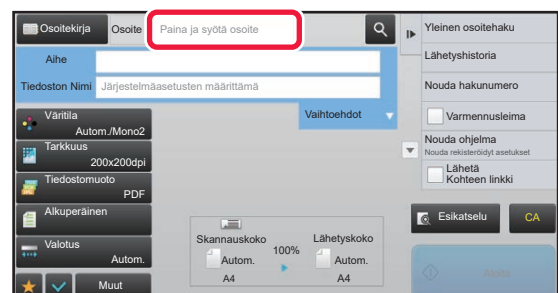 Osoitekirja Osoite Paina ja syötä osoite
Aihe
Tiedoston Nimi Järjestelmäasetusten määrittämä
Väritila
Autom./Mono2
Vaihtoehdot
Tarkkuus
200x200dpi
Tiedostomuoto
PDF
Alkuperäinen
Valotus
Autom.
Muut
Skannauskoko
Autom.
A4
100%
Lähetyskoko
Autom.
A4
Yleinen osoitehaku
Lähetyshistoria
Nouda hakunumero
Varmennusleima
Nouda ohjelma
Nouda rekisteröidyt asetukset
Lähetä
Kohteen linkki
Esikatselu
CA
Aloita